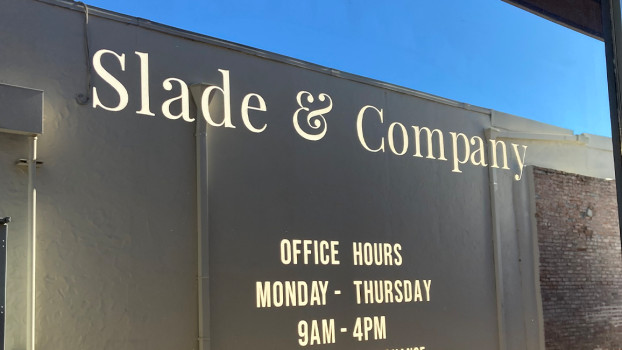 Slade & Company
OFFICE HOURS
MONDAY - THURSDAY
9AM - 4PM